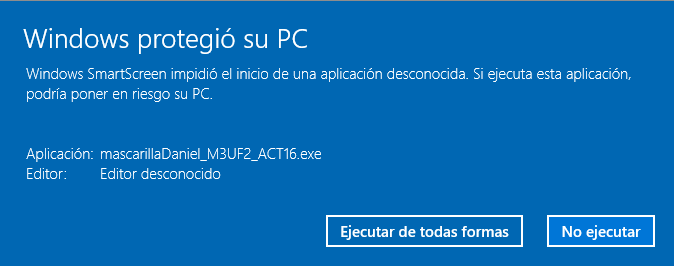 Windows protegió su PC
Windows SmartScreen impidió el inicio de una aplicación desconocida. Si ejecuta esta aplicación,
podría poner en riesgo su PC.
Aplicación: mascarillaDaniel_M3UF2_ACT16.exe
Editor: Editor desconocido
Ejecutar de todas formas No ejecutar